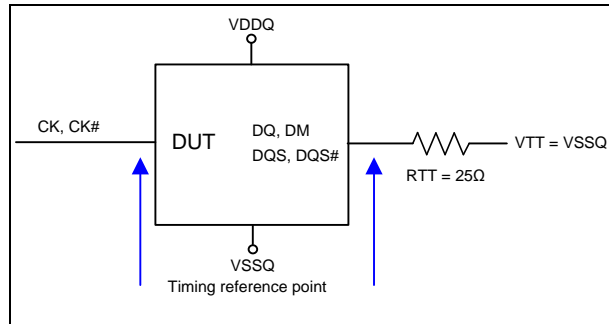 VDDQ
CK, CK#
DUT
DQ, DM
DQS, DQS#
VTT = VSSQ
RTT = 25Ω
VSSQ
Timing reference point